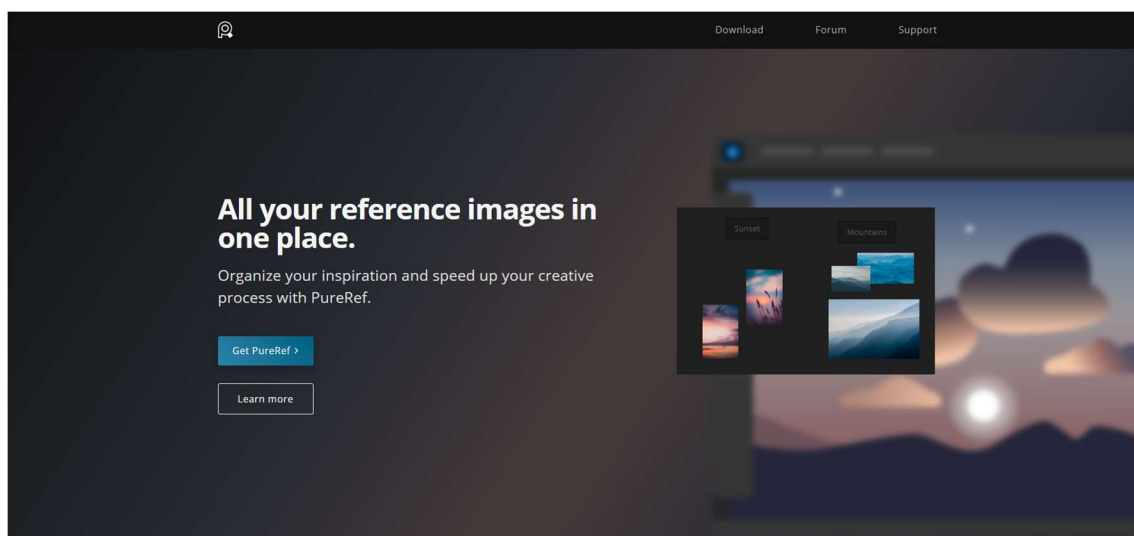 Download Forum Support
All your reference images in
one place.
Organize your inspiration and speed up your creative
process with PureRef.
Get PureRef >
Learn more
Sunset
Mountains